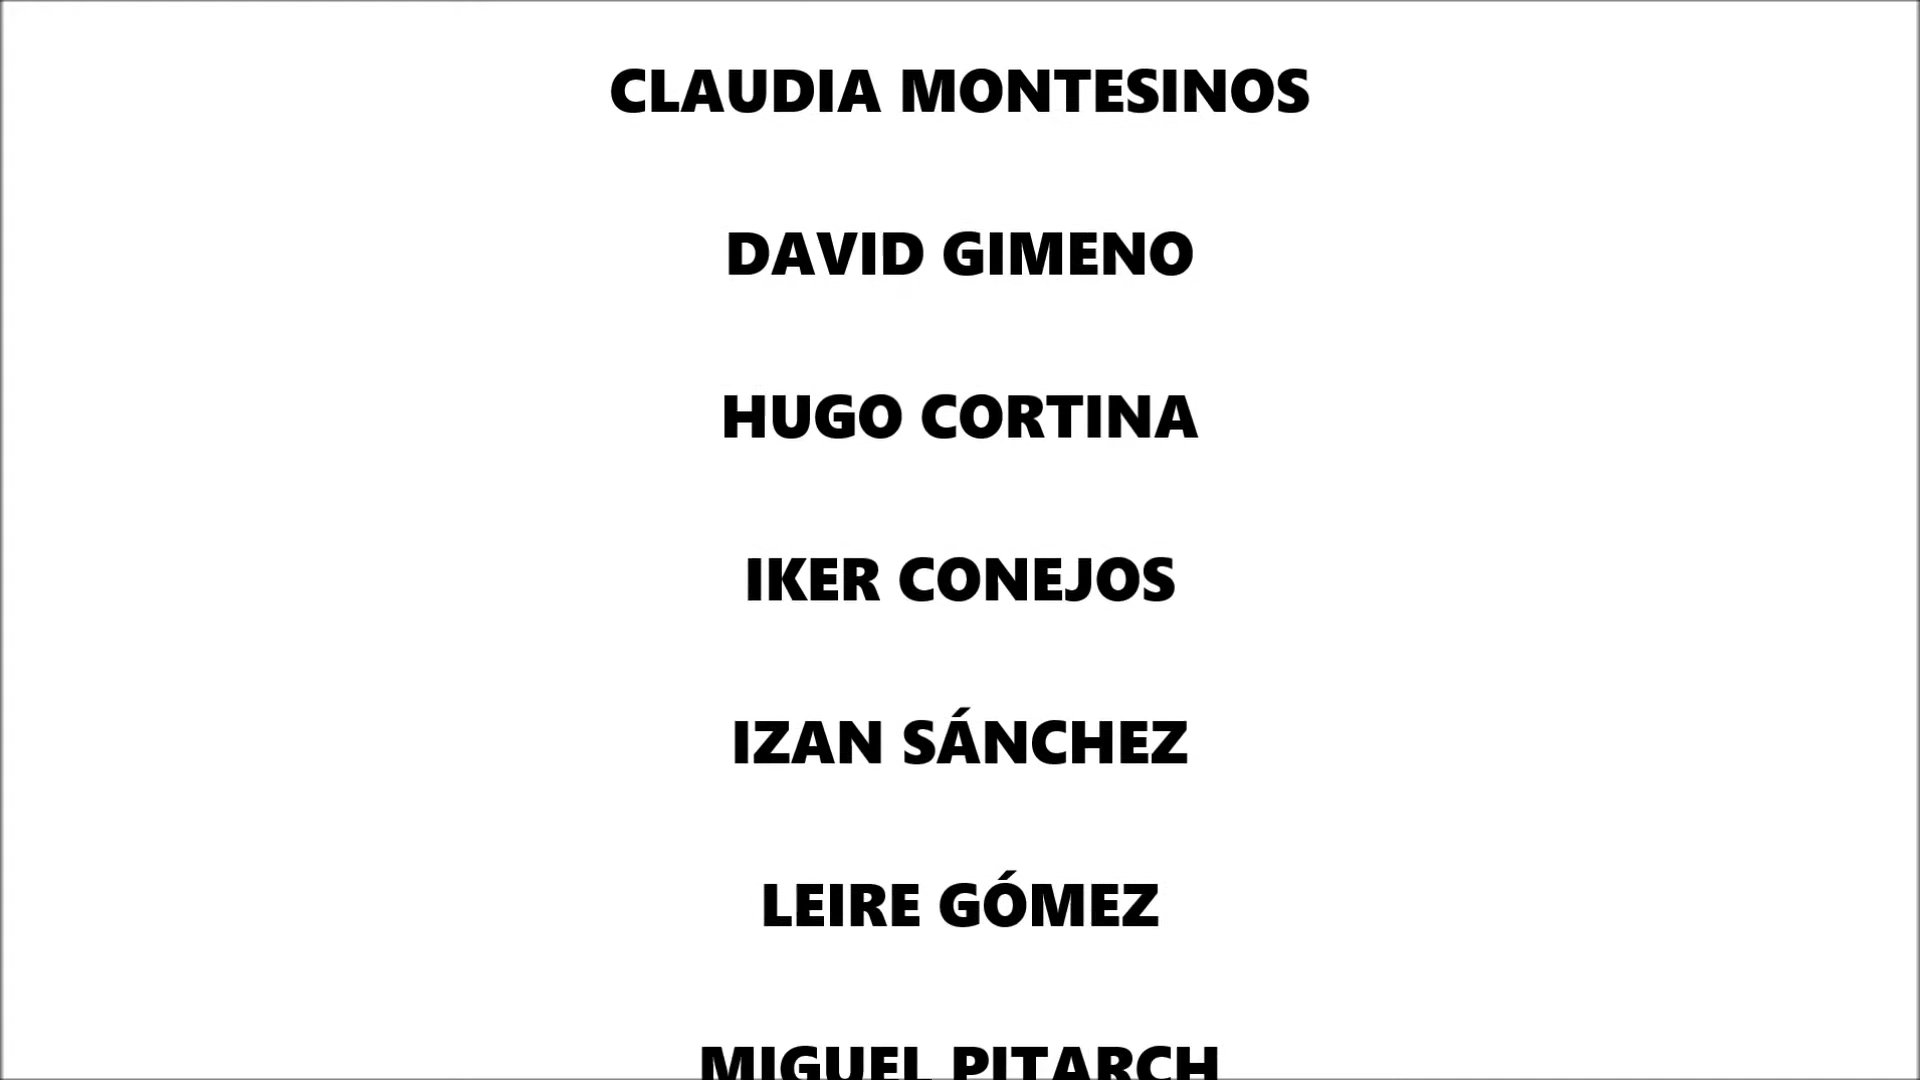 CLAUDIA MONTESINOS
DAVID GIMENO
HUGO CORTINA
IKER CONEJOS
IZAN SÁNCHEZ
LEIRE GÓMEZ
MIGUEL PITARCH